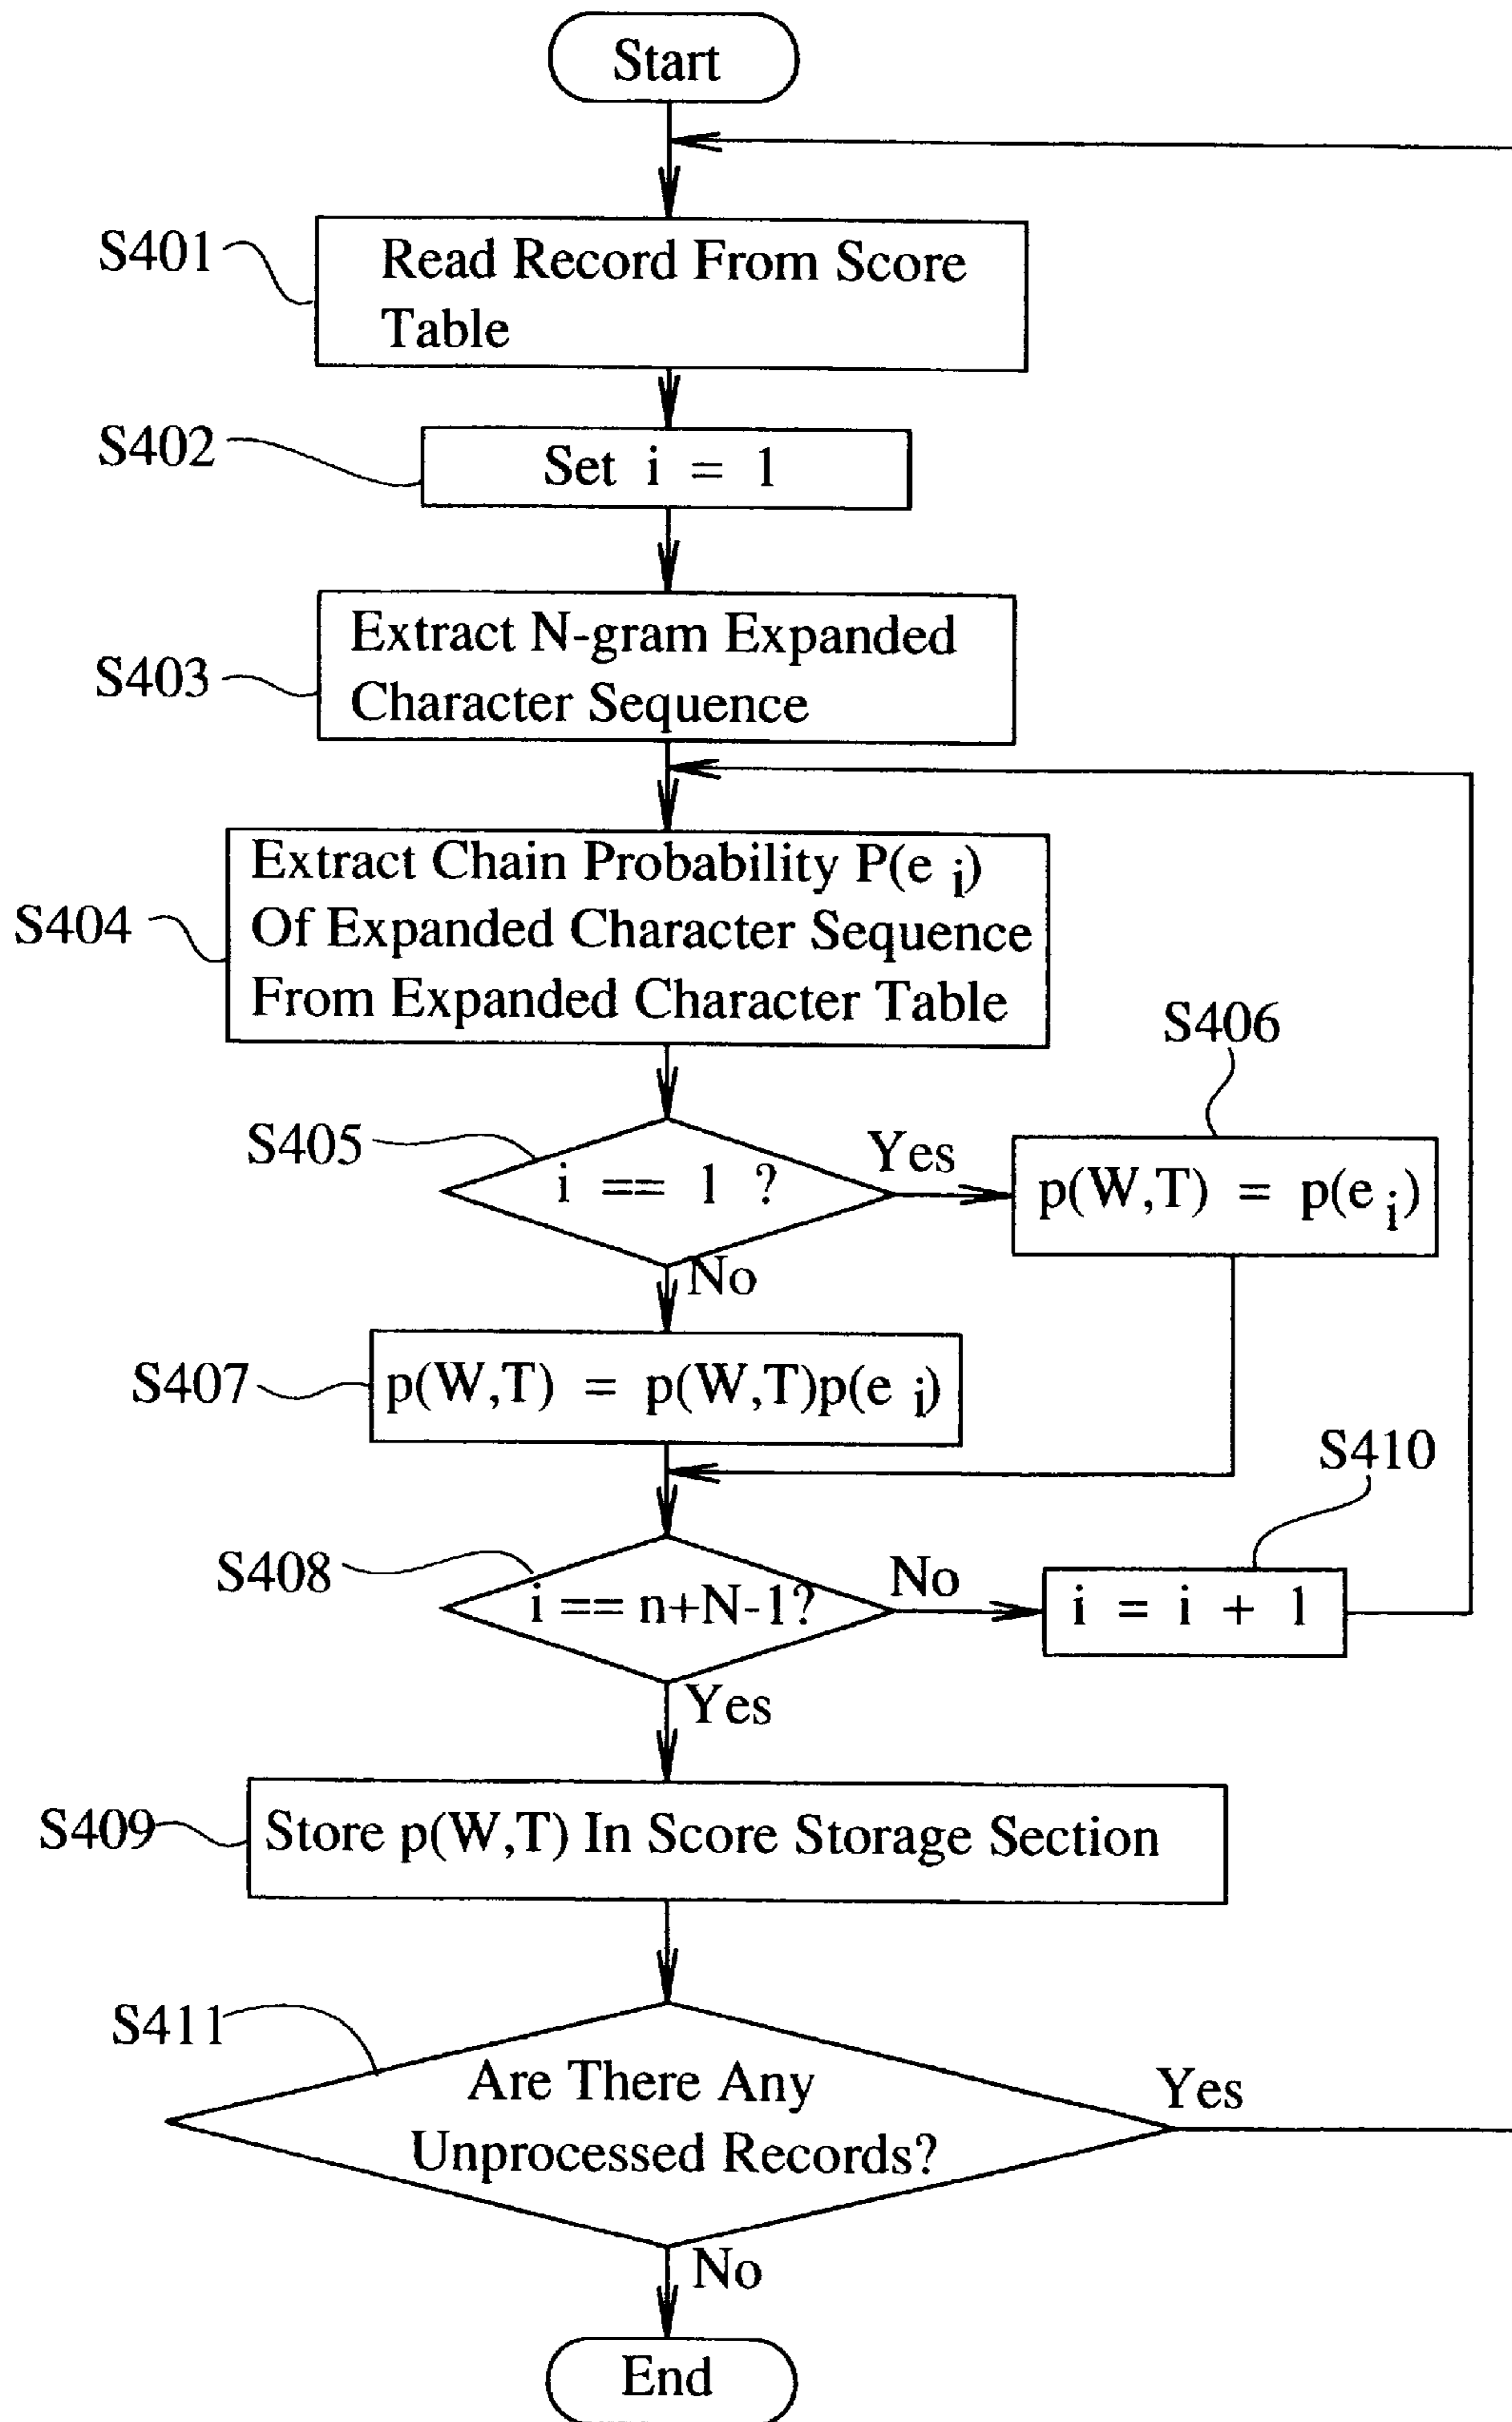 Start
S401
Read Record From Score
Table
S402
Set i = 1
S403
Extract N-gram Expanded
Character Sequence
S404
Extract Chain Probability P(e i)
Of Expanded Character Sequence
From Expanded Character Table
S405
i == 1 ?
Yes
S406
p(W,T) = p(e i)
No
S407
p(W,T) = p(W,T)p(e i)
S408
i == n+N-1?
No
S410
i = i + 1
Yes
S409
Store p(W,T) In Score Storage Section
S411
Are There Any
Unprocessed Records?
Yes
No
End